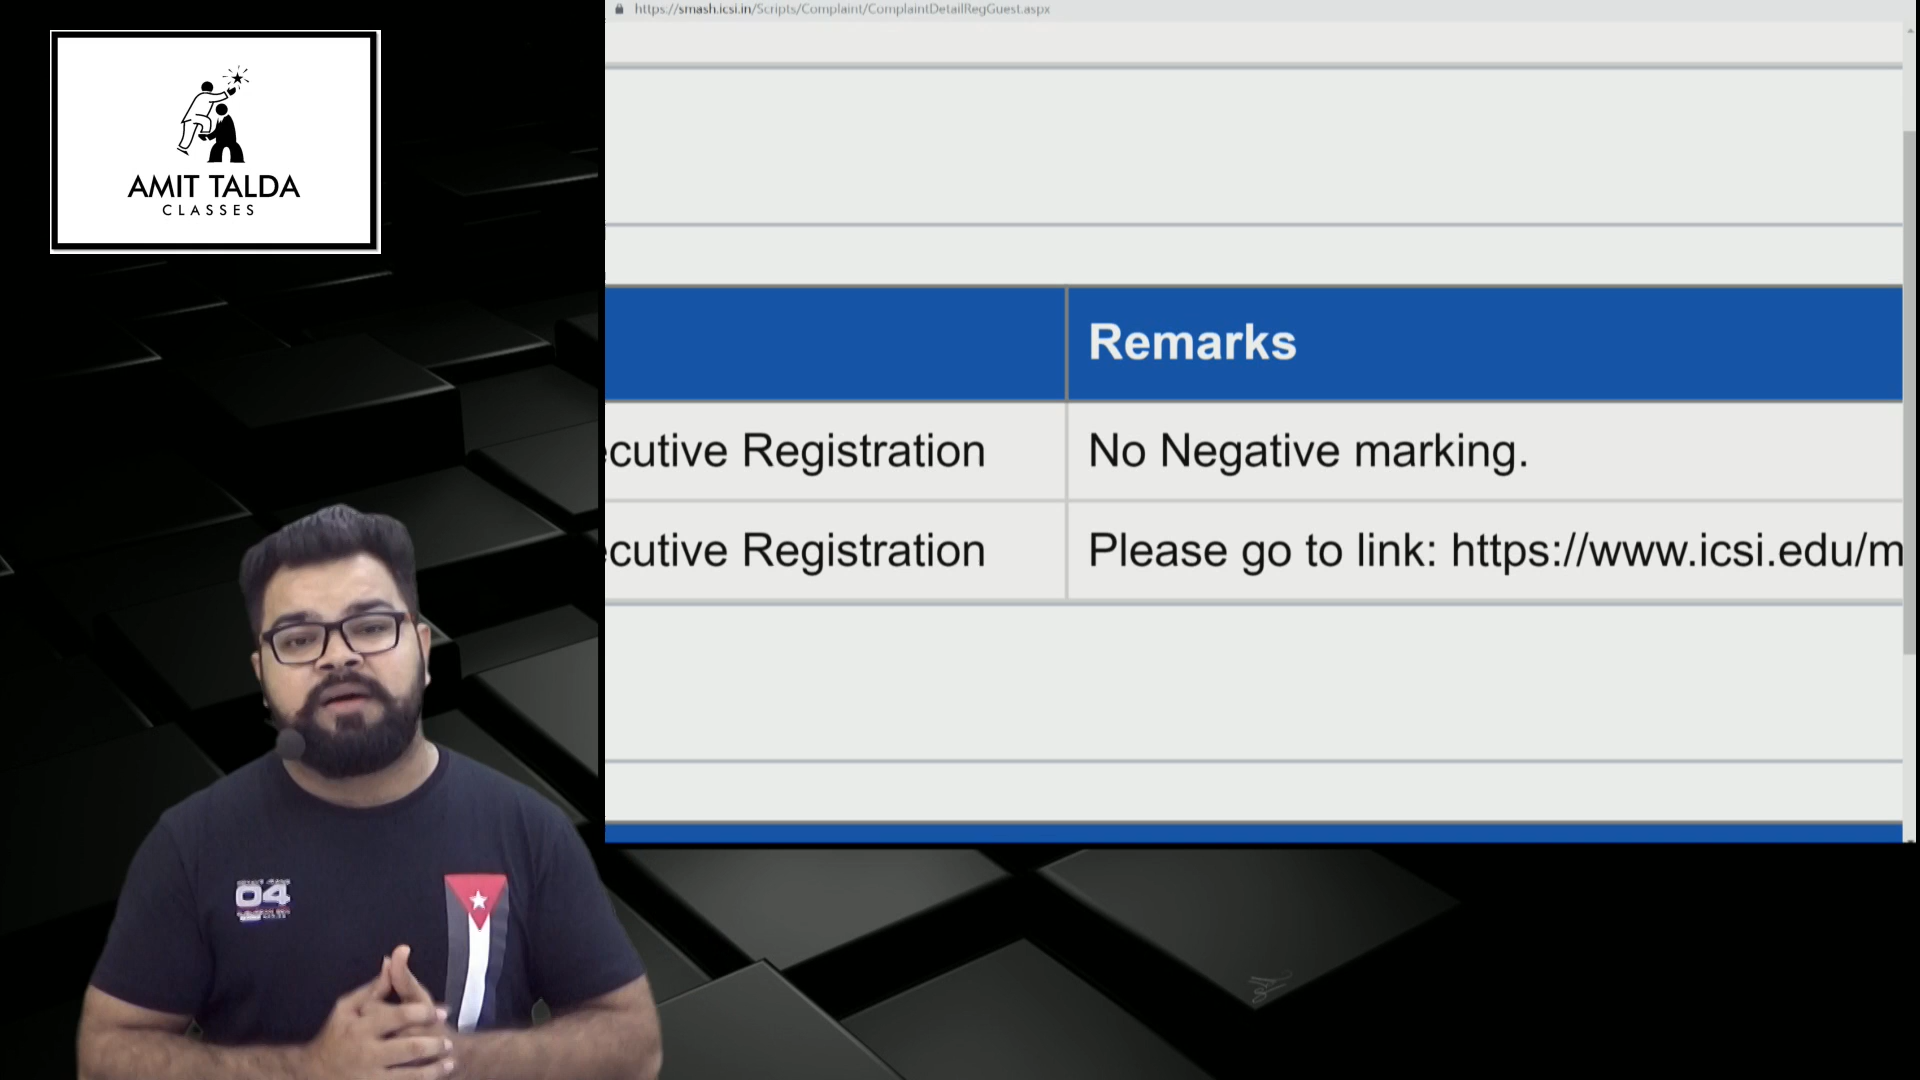 https://smash.icsi.in/Scripts/Complaint/ComplaintDetailRegGuest.aspx
AMIT TALDA
CLASSES
Remarks
cutive Registration
No Negative marking.
cutive Registration
Please go to link: https://www.icsi.edu/m
04